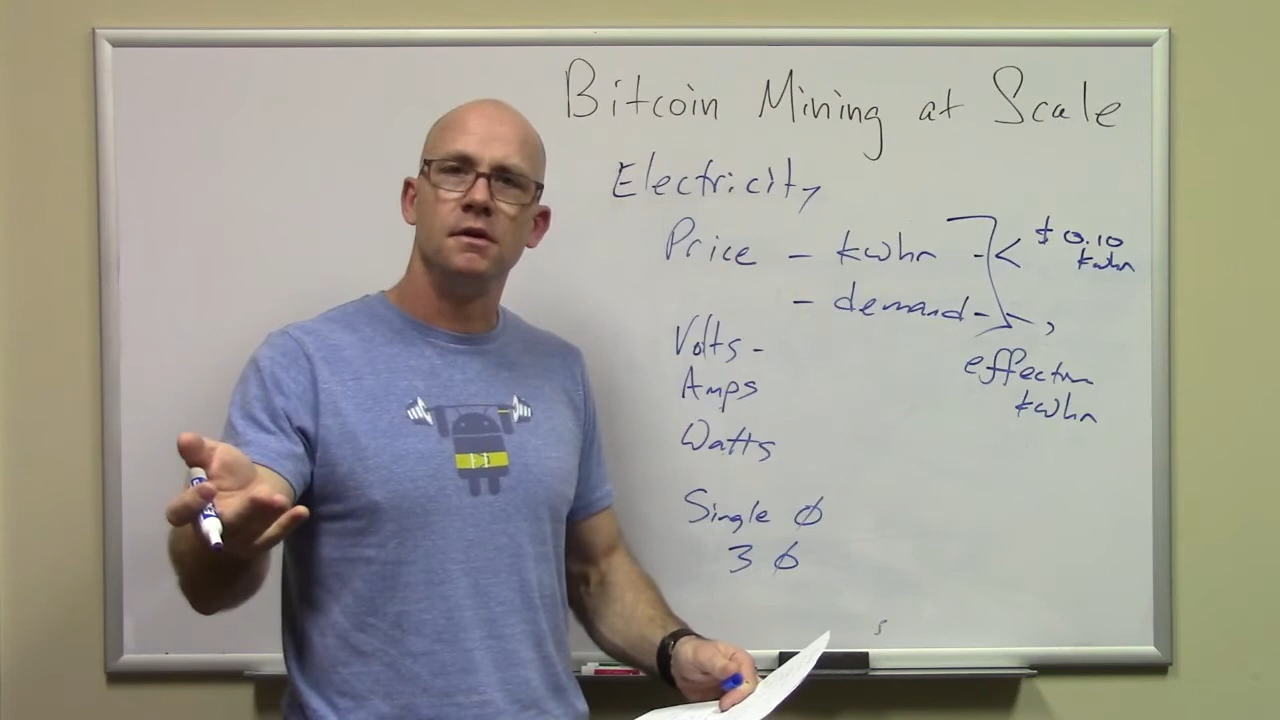 Bitcoin Mining at Scale
Electricity
Price - kwhr - < $ 0.10
kwhr
- demand -
Volts -
effective
kwhr
Amps
Watts
Single Ø
3 Ø